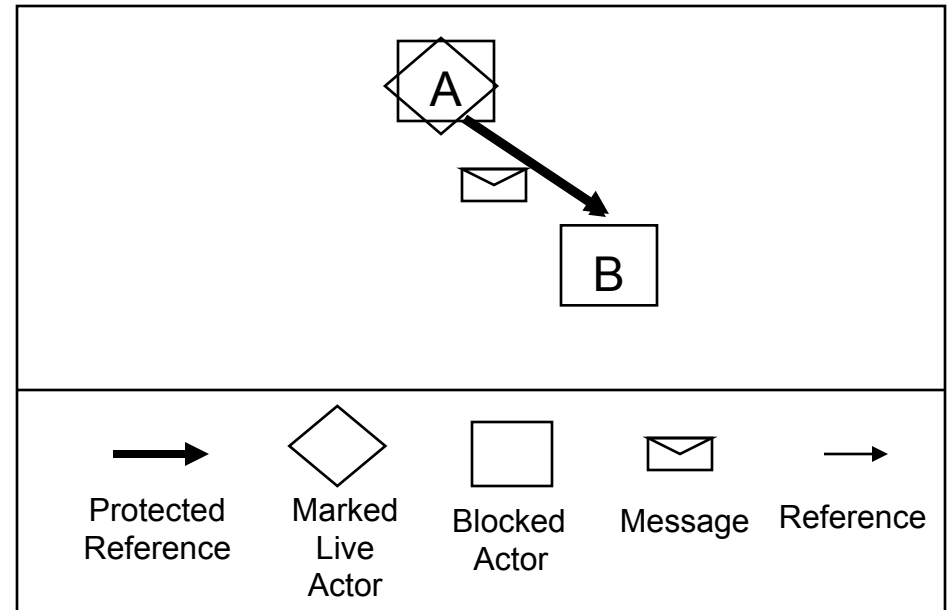 A
B
Protected
Reference
Marked
Live
Actor
Blocked
Actor
Message
Reference